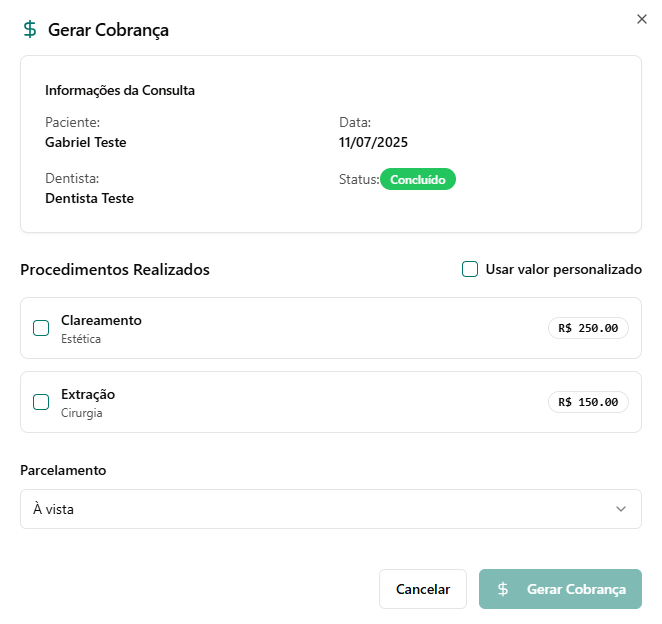 $ Gerar Cobrança
Informações da Consulta
Paciente:
Gabriel Teste
Data:
11/07/2025
Dentista:
Dentista Teste
Status: Concluído
Procedimentos Realizados
Usar valor personalizado
Clareamento
Estética
R$ 250.00
Extração
Cirurgia
R$ 150.00
Parcelamento
À vista
Cancelar
$ Gerar Cobrança